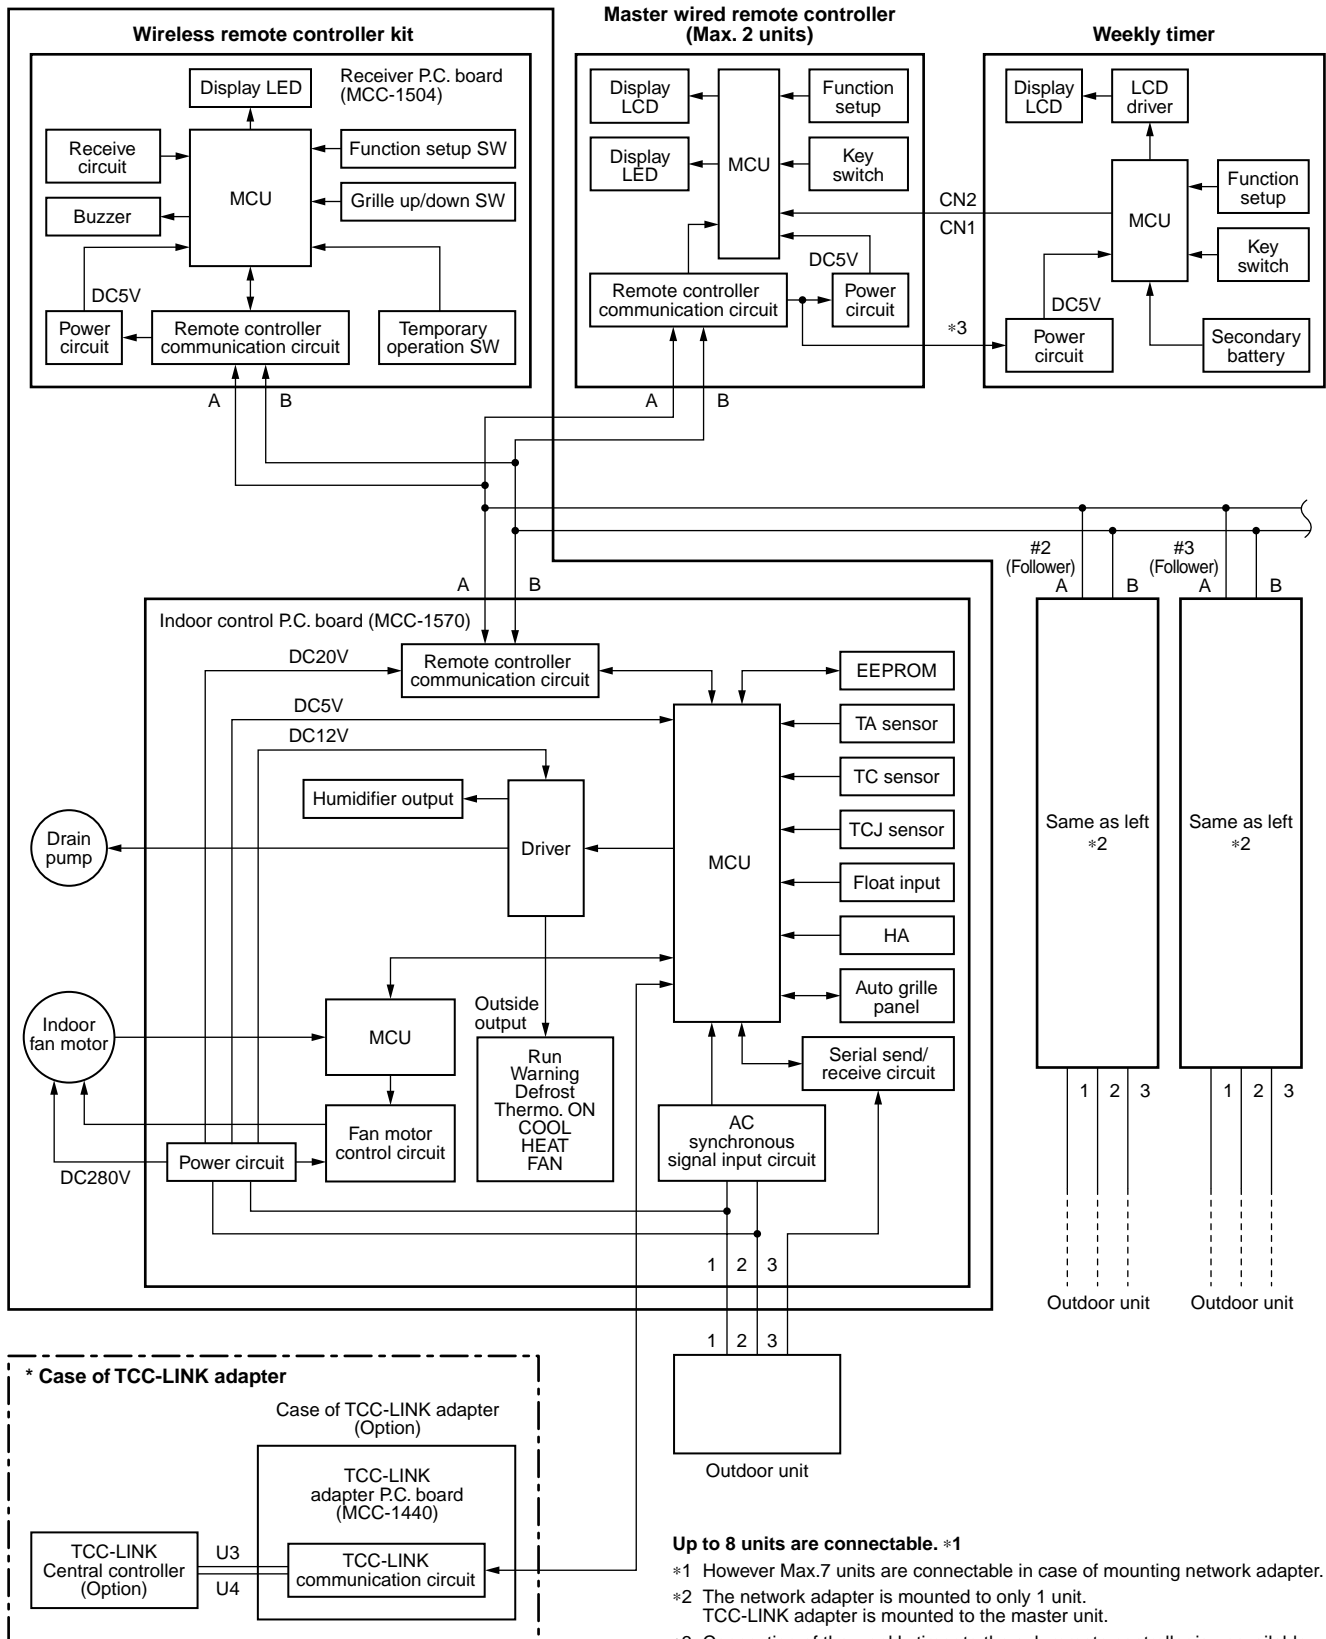 Wireless remote controller kit
Receiver P.C. board
(MCC-1504)
Display LED
Receive
circuit
Buzzer
MCU
Function setup SW
Grille up/down SW
DC5V
Power
circuit
Remote controller
communication circuit
Temporary
operation SW
A
B
Master wired remote controller
(Max. 2 units)
Display
LCD
Display
LED
MCU
Function
setup
Key
switch
DC5V
Remote controller
communication circuit
Power
circuit
A
B
CN2
CN1
*3
Weekly timer
Display
LCD
LCD
driver
MCU
Function
setup
Key
switch
DC5V
Power
circuit
Secondary
battery
#2
(Follower)
A
B
#3
(Follower)
A
B
Same as left
*2
Same as left
*2
1 2 3
1 2 3
Outdoor unit
Outdoor unit
A
B
Indoor control P.C. board (MCC-1570)
DC20V
Remote controller
communication circuit
DC5V
DC12V
EEPROM
TA sensor
TC sensor
TCJ sensor
Float input
HA
Auto grille
panel
Serial send/
receive circuit
MCU
Humidifier output
Driver
Drain
pump
Indoor
fan motor
MCU
Outside
output
Run
Warning
Defrost
Thermo. ON
COOL
HEAT
FAN
Fan motor
control circuit
Power circuit
DC280V
AC
synchronous
signal input circuit
1 2 3
1 2 3
Outdoor unit
* Case of TCC-LINK adapter
Case of TCC-LINK adapter
(Option)
TCC-LINK
adapter P.C. board
(MCC-1440)
TCC-LINK
communication circuit
TCC-LINK
Central controller
(Option)
U3
U4
Up to 8 units are connectable. *1
*1 However Max.7 units are connectable in case of mounting network adapter.
*2 The network adapter is mounted to only 1 unit.
TCC-LINK adapter is mounted to the master unit.